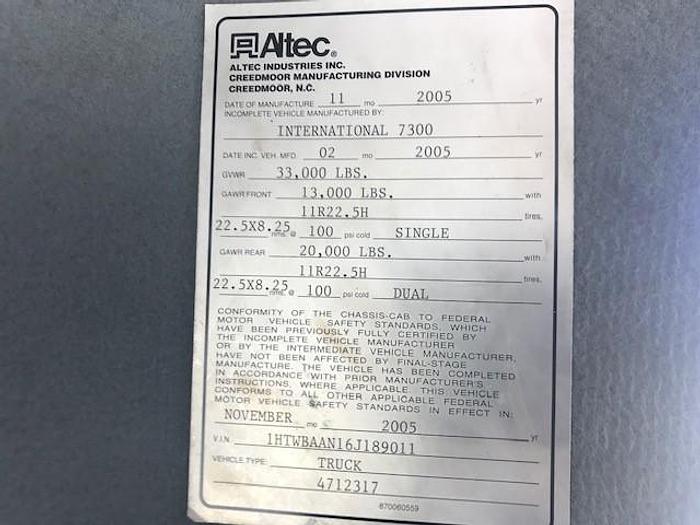 Altec®
ALTEC INDUSTRIES INC.
CREEDMOOR MANUFACTURING DIVISION
CREEDMOOR, N.C.
DATE OF MANUFACTURE 11 mo 2005 yr
INCOMPLETE VEHICLE MANUFACTURED BY:
INTERNATIONAL 7300
DATE INC. VEH. MFD. 02 mo 2005 yr
GVWR 33,000 LBS.
GAWR FRONT 13,000 LBS. with
11R22.5H tires,
22.5X8.25 rims, @ 100 psi cold SINGLE
GAWR REAR 20,000 LBS. with
11R22.5H tires,
22.5X8.25 rims, @ 100 psi cold DUAL
CONFORMITY OF THE CHASSIS-CAB TO FEDERAL
MOTOR VEHICLE SAFETY STANDARDS, WHICH
HAVE BEEN PREVIOUSLY FULLY CERTIFIED BY
THE INCOMPLETE VEHICLE MANUFACTURER
OR BY THE INTERMEDIATE VEHICLE MANUFACTURER,
HAVE NOT BEEN AFFECTED BY FINAL-STAGE
MANUFACTURE. THE VEHICLE HAS BEEN COMPLETED
IN ACCORDANCE WITH PRIOR MANUFACTURER'S
INSTRUCTIONS, WHERE APPLICABLE THIS VEHICLE
CONFORMS TO ALL OTHER APPLICABLE FEDERAL
MOTOR VEHICLE SAFETY STANDARDS IN EFFECT IN:
NOVEMBER mo 2005 yr
V.I.N. 1HTWBAAN16J189011
VEHICLE TYPE: TRUCK
4712317
870060559